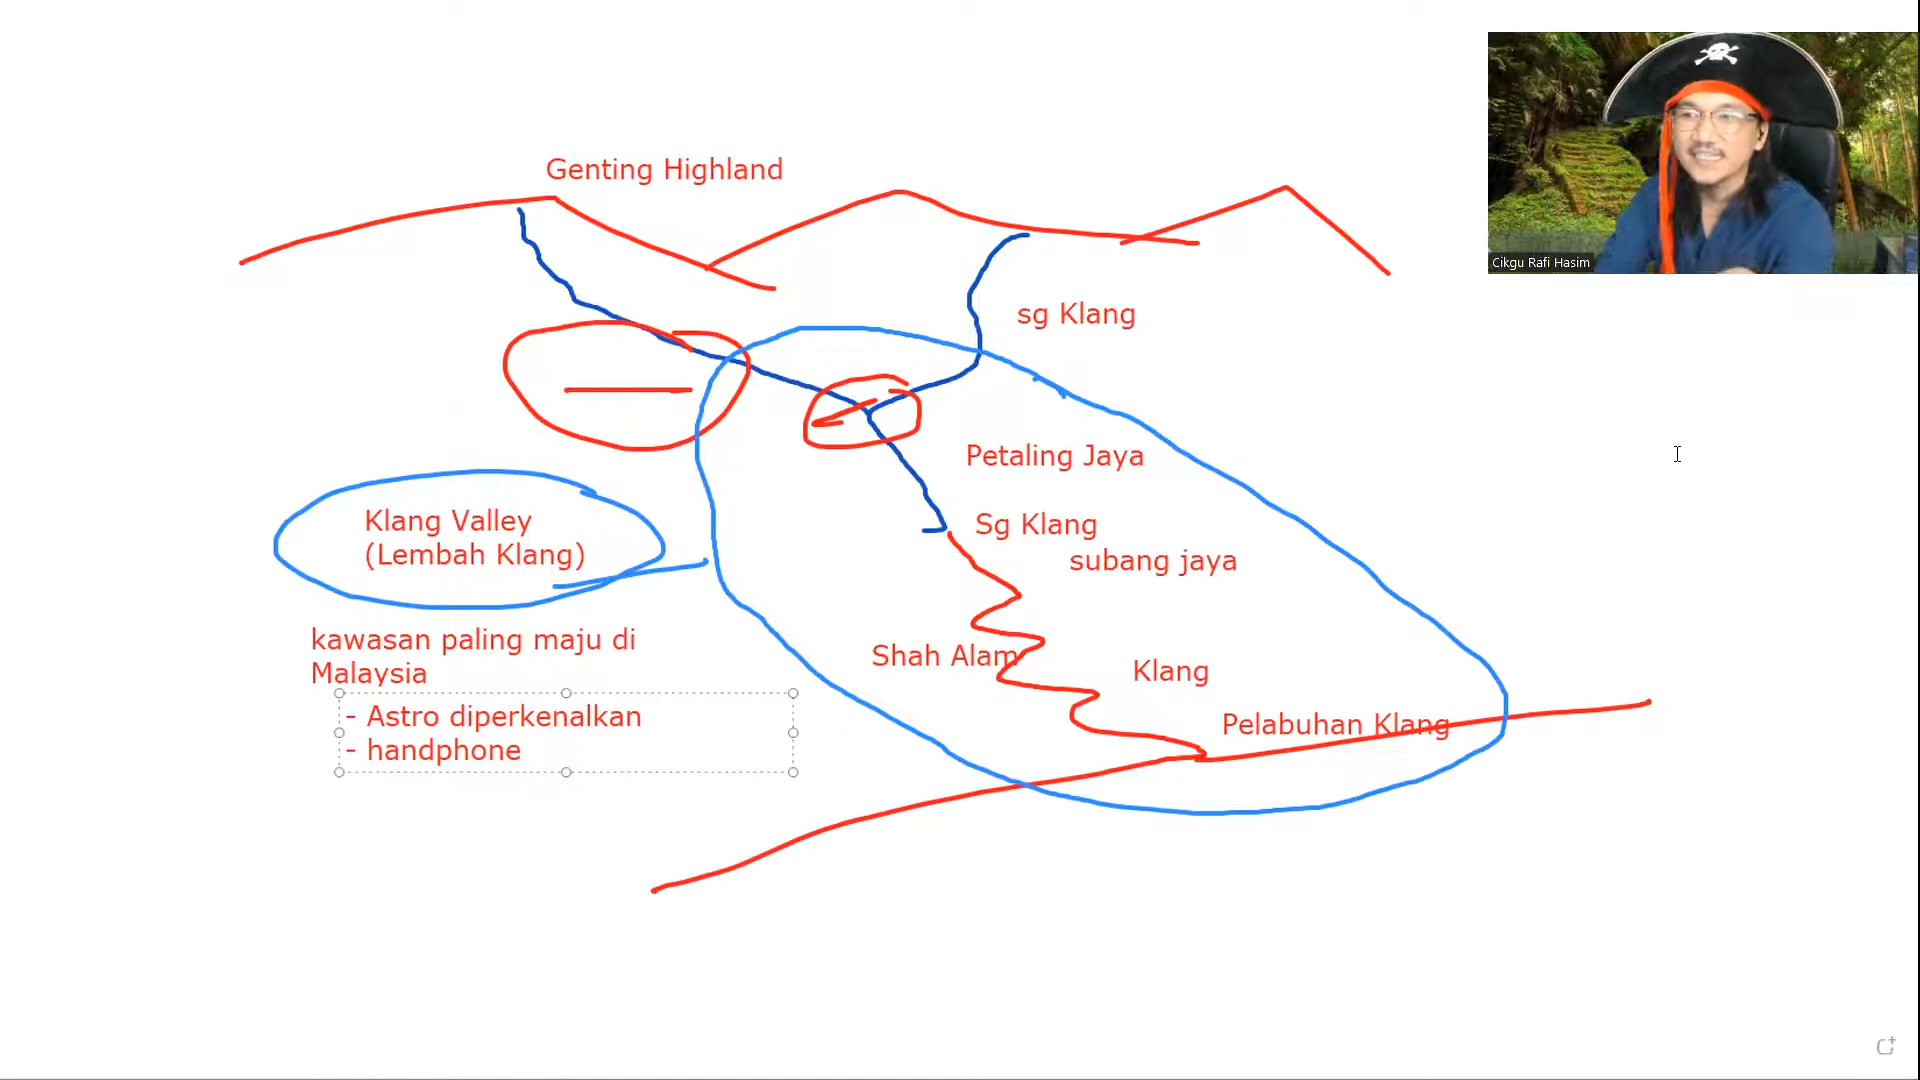 Genting Highland
Cikgu Rafi Hasim
sg Klang
Petaling Jaya
Klang Valley
(Lembah Klang)
Sg Klang
subang jaya
kawasan paling maju di
Malaysia
- Astro diperkenalkan
- handphone
Shah Alam
Klang
Pelabuhan Klang